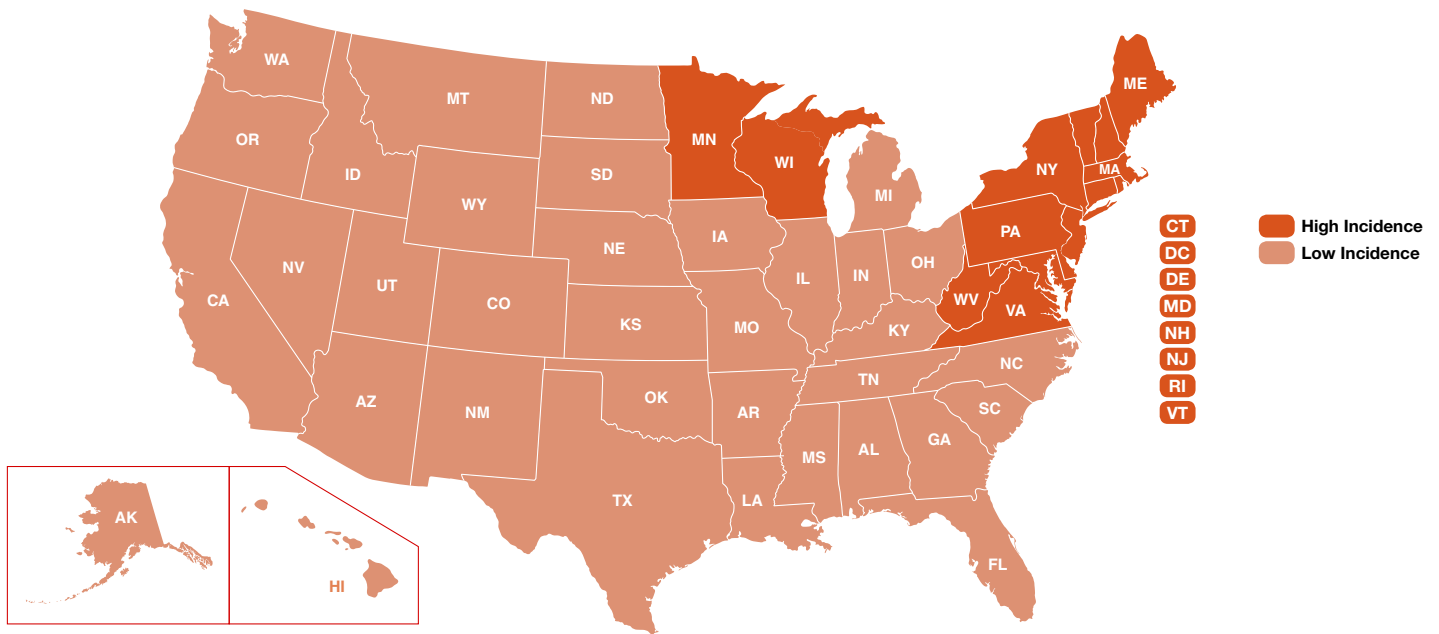 WA
OR
CA
ID
NV
MT
WY
UT
AZ
CO
NM
ND
SD
NE
KS
OK
TX
MN
IA
MO
AR
LA
WI
IL
MI
IN
OH
KY
TN
MS
AL
GA
FL
SC
NC
VA
WV
PA
NY
MA
ME
AK
HI
CT
DC
DE
MD
NH
NJ
RI
VT
High Incidence
Low Incidence